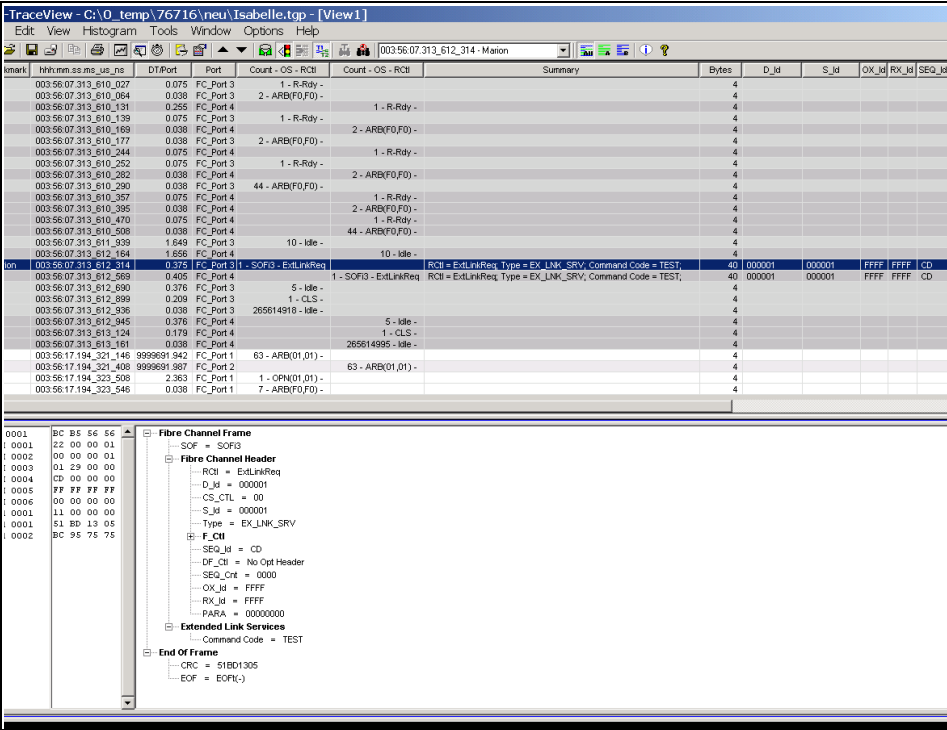 -TraceView - C:\0_temp\76716\neu\Isabelle.tgp - [View1]
Edit View Histogram Tools Window Options Help
003:56:07.313_612_314 - Marion
kmark hhh:mm.ss.ms_us_ns DT/Port Port Count - OS - RCtl Count - OS - RCtl Summary Bytes D_Id S_Id OX_Id RX_Id SEQ_Id
003:56:07.313_610_027 0.075 FC_Port 3 1 - R-Rdy - 4
003:56:07.313_610_064 0.038 FC_Port 3 2 - ARB(F0,F0) - 4
003:56:07.313_610_131 0.255 FC_Port 4 1 - R-Rdy - 4
003:56:07.313_610_139 0.075 FC_Port 3 1 - R-Rdy - 4
003:56:07.313_610_169 0.038 FC_Port 4 2 - ARB(F0,F0) - 4
003:56:07.313_610_177 0.038 FC_Port 3 2 - ARB(F0,F0) - 4
003:56:07.313_610_244 0.075 FC_Port 4 1 - R-Rdy - 4
003:56:07.313_610_252 0.075 FC_Port 3 1 - R-Rdy - 4
003:56:07.313_610_282 0.038 FC_Port 4 2 - ARB(F0,F0) - 4
003:56:07.313_610_290 0.038 FC_Port 3 44 - ARB(F0,F0) - 4
003:56:07.313_610_357 0.075 FC_Port 4 1 - R-Rdy - 4
003:56:07.313_610_395 0.038 FC_Port 4 2 - ARB(F0,F0) - 4
003:56:07.313_610_470 0.075 FC_Port 4 1 - R-Rdy - 4
003:56:07.313_610_508 0.038 FC_Port 4 44 - ARB(F0,F0) - 4
003:56:07.313_611_939 1.649 FC_Port 3 10 - Idle - 4
003:56:07.313_612_164 1.656 FC_Port 4 10 - Idle - 4
ion 003:56:07.313_612_314 0.375 FC_Port 3 1 - SOFi3 - ExtLinkReq RCtl = ExtLinkReq; Type = EX_LNK_SRV; Command Code = TEST; 40 000001 000001 FFFF FFFF CD
003:56:07.313_612_569 0.405 FC_Port 4 1 - SOFi3 - ExtLinkReq RCtl = ExtLinkReq; Type = EX_LNK_SRV; Command Code = TEST; 40 000001 000001 FFFF FFFF CD
003:56:07.313_612_690 0.376 FC_Port 3 5 - Idle - 4
003:56:07.313_612_899 0.209 FC_Port 3 1 - CLS - 4
003:56:07.313_612_936 0.038 FC_Port 3 265614918 - Idle - 4
003:56:07.313_612_945 0.376 FC_Port 4 5 - Idle - 4
003:56:07.313_613_124 0.179 FC_Port 4 1 - CLS - 4
003:56:07.313_613_161 0.038 FC_Port 4 265614995 - Idle - 4
003:56:17.194_321_146 9999691.942 FC_Port 1 63 - ARB(01,01) - 4
003:56:17.194_321_408 9999691.987 FC_Port 2 63 - ARB(01,01) - 4
003:56:17.194_323_508 2.363 FC_Port 1 1 - OPN(01,01) - 4
003:56:17.194_323_546 0.038 FC_Port 1 7 - ARB(F0,F0) - 4
0001 BC B5 56 56
0001 22 00 00 01
0002 00 00 00 01
0003 01 29 00 00
0004 CD 00 00 00
0005 FF FF FF FF
0006 00 00 00 00
0001 11 00 00 00
0001 51 BD 13 05
0002 BC 95 75 75
Fibre Channel Frame
SOF = SOFi3
Fibre Channel Header
RCtl = ExtLinkReq
D_Id = 000001
CS_CTL = 00
S_Id = 000001
Type = EX_LNK_SRV
F_Ctl
SEQ_Id = CD
DF_Ctl = No Opt Header
SEQ_Cnt = 0000
OX_Id = FFFF
RX_Id = FFFF
PARA = 00000000
Extended Link Services
Command Code = TEST
End Of Frame
CRC = 51BD1305
EOF = EOFt(-)